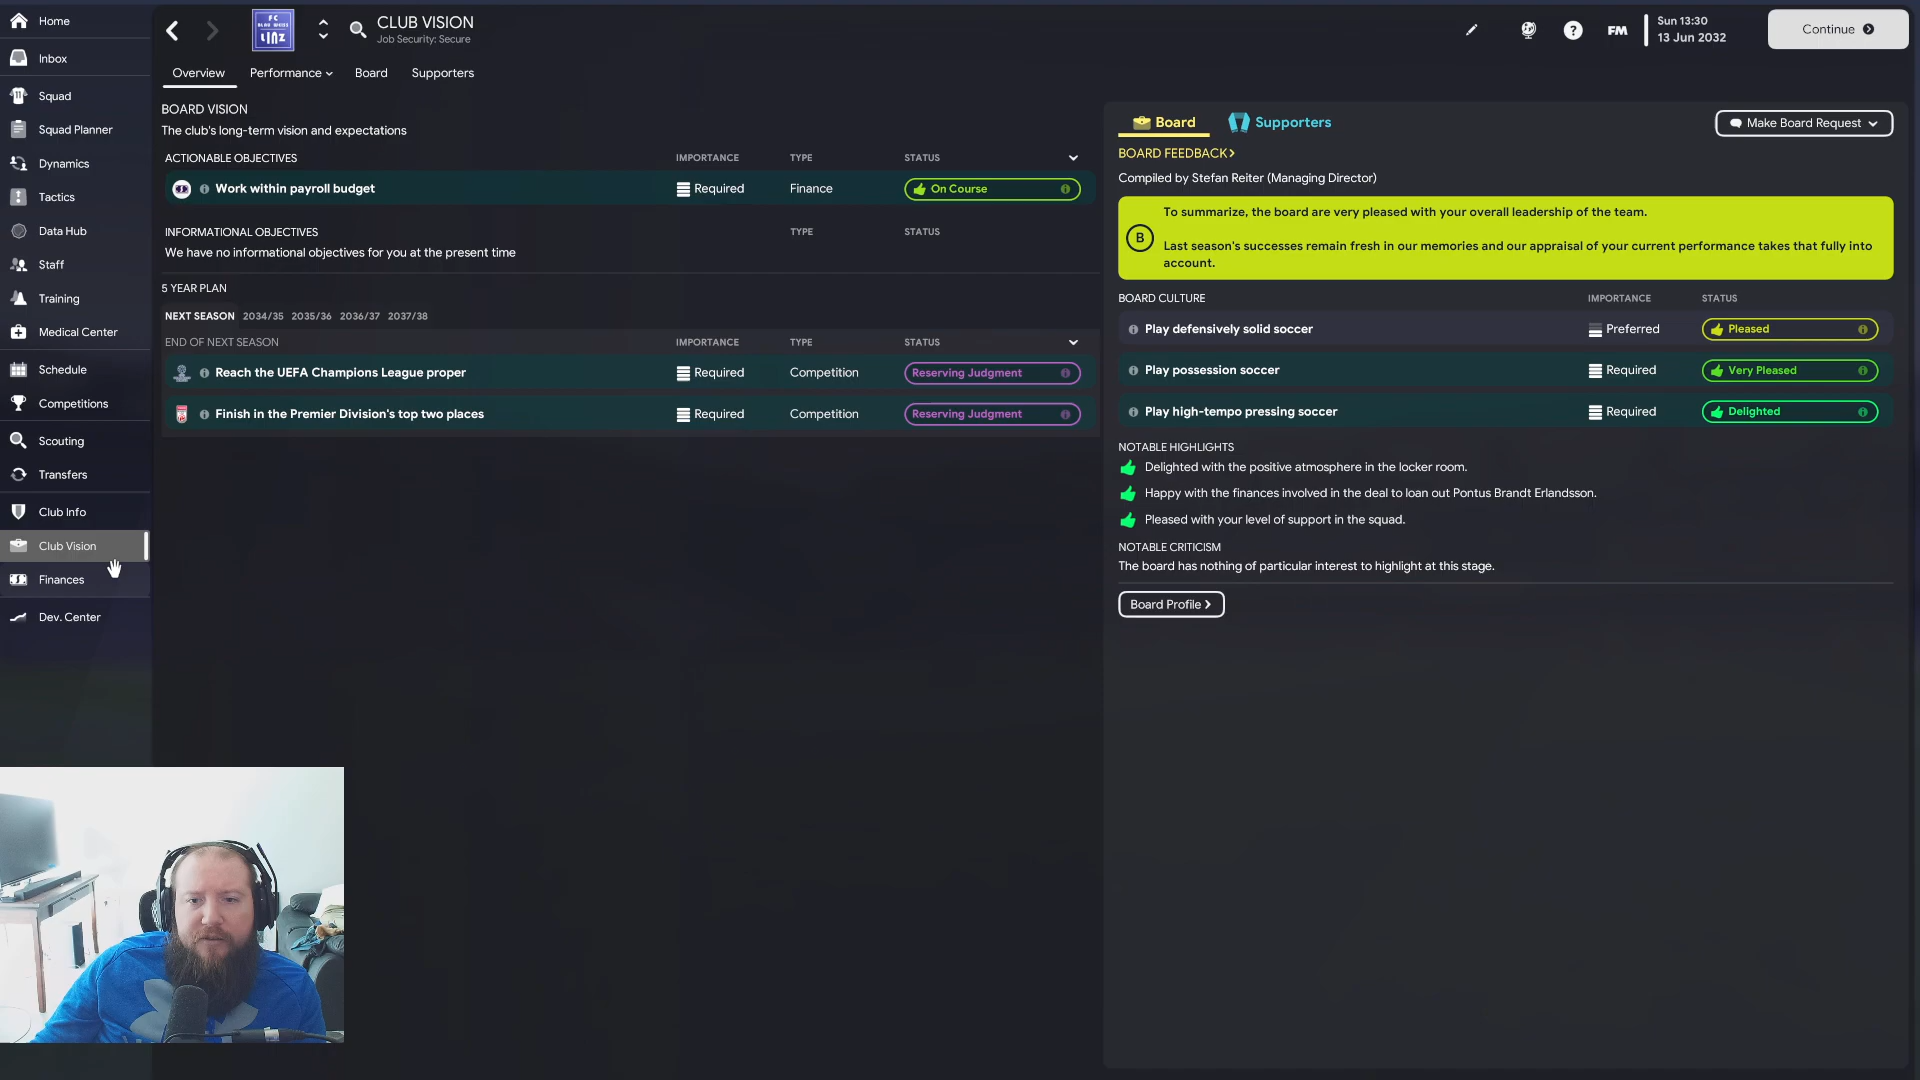 Home
Inbox
Squad
Squad Planner
Dynamics
Tactics
Data Hub
Staff
Training
Medical Center
Schedule
Competitions
Scouting
Transfers
Club Info
Club Vision
Finances
Dev. Center
FC
BLAU WEISS
LINZ
CLUB VISION
Job Security: Secure
FM
Sun 13:30
13 Jun 2032
Continue
Overview
Performance
Board
Supporters
BOARD VISION
The club's long-term vision and expectations
ACTIONABLE OBJECTIVES IMPORTANCE TYPE STATUS
Work within payroll budget Required Finance On Course
INFORMATIONAL OBJECTIVES TYPE STATUS
We have no informational objectives for you at the present time
5 YEAR PLAN
NEXT SEASON 2034/35 2035/36 2036/37 2037/38
END OF NEXT SEASON IMPORTANCE TYPE STATUS
Reach the UEFA Champions League proper Required Competition Reserving Judgment
Finish in the Premier Division's top two places Required Competition Reserving Judgment
Board
Supporters
Make Board Request
BOARD FEEDBACK
Compiled by Stefan Reiter (Managing Director)
B
To summarize, the board are very pleased with your overall leadership of the team.
Last season's successes remain fresh in our memories and our appraisal of your current performance takes that fully into
account.
BOARD CULTURE IMPORTANCE STATUS
Play defensively solid soccer Preferred Pleased
Play possession soccer Required Very Pleased
Play high-tempo pressing soccer Required Delighted
NOTABLE HIGHLIGHTS
Delighted with the positive atmosphere in the locker room.
Happy with the finances involved in the deal to loan out Pontus Brandt Erlandsson.
Pleased with your level of support in the squad.
NOTABLE CRITICISM
The board has nothing of particular interest to highlight at this stage.
Board Profile